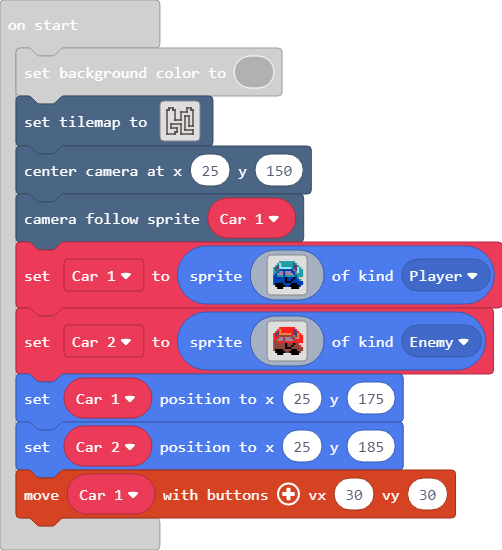 on start
set background color to
set tilemap to
center camera at x 25 y 150
camera follow sprite Car 1
set Car 1 to sprite of kind Player
set Car 2 to sprite of kind Enemy
set Car 1 position to x 25 y 175
set Car 2 position to x 25 y 185
move Car 1 with buttons + vx 30 vy 30